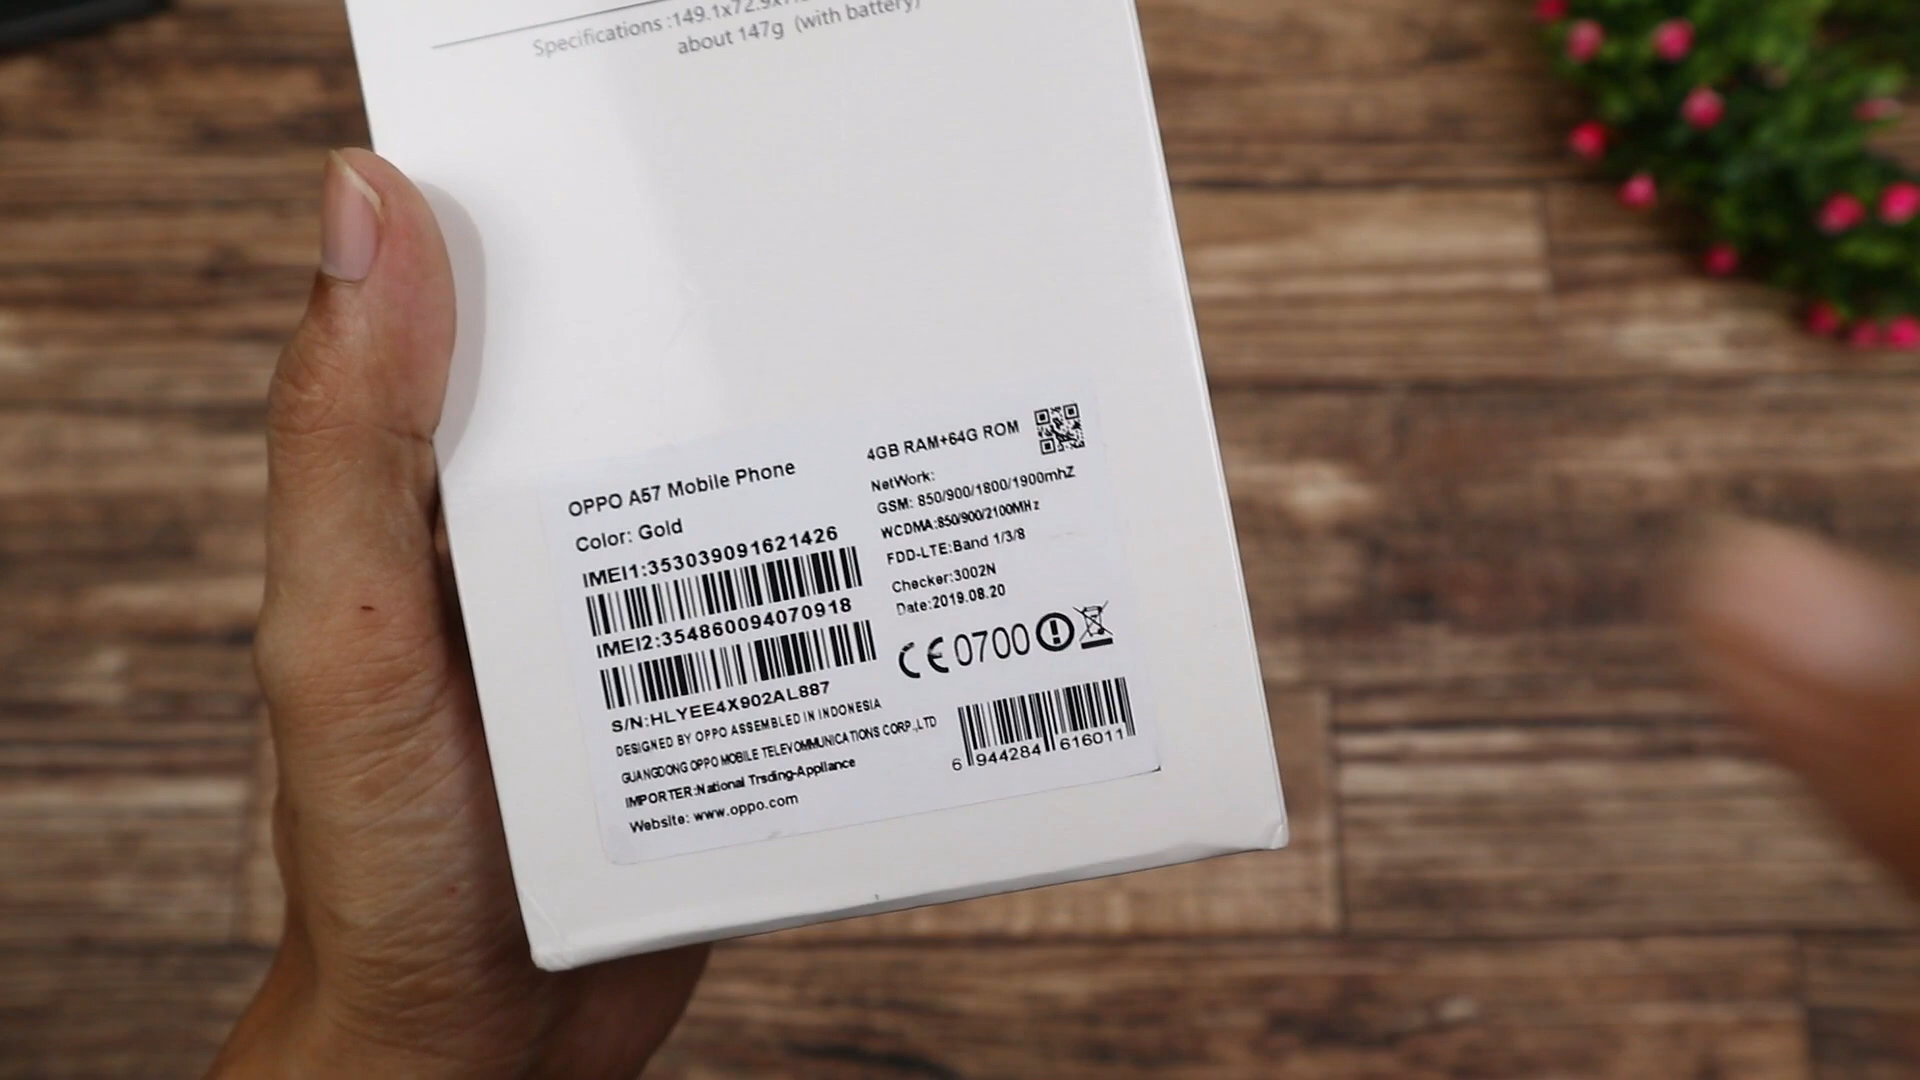 Specifications :149.1x72.9x
about 147g (with battery)
OPPO A57 Mobile Phone
Color: Gold
IMEI1:353039091621426
IMEI2:354860094070918
S/N:HLYEE4X902AL887
DESIGNED BY OPPO ASSEMBLED IN INDONESIA
GUANGDONG OPPO MOBILE TELEVOMMUNICATIONS CORP.,LTD
IMPORTER:National Trsding-Appliance
Website: www.oppo.com
4GB RAM+64G ROM
NetWork:
GSM: 850/900/1800/1900mhZ
WCDMA:850/900/2100MHz
FDD-LTE:Band 1/3/8
Checker:3002N
Date:2019.08.20
CE0700
6 944284 616011